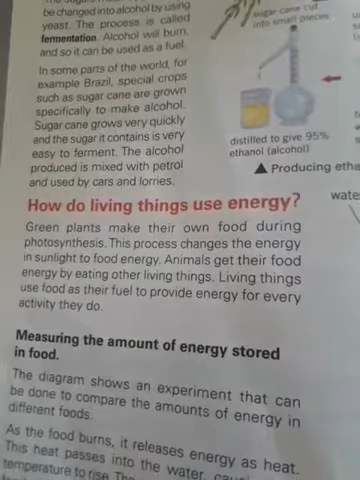 be changed into alcohol by using
yeast. The process is called
fermentation. Alcohol will burn,
and so it can be used as a fuel.
In some parts of the world, for
example Brazil, special crops
such as sugar cane are grown
specifically to make alcohol.
Sugar cane grows very quickly
and the sugar it contains is very
easy to ferment. The alcohol
produced is mixed with petrol
and used by cars and lorries.
sugar cane cut
into small pieces
distilled to give 95%
ethanol (alcohol)
▲ Producing etha
How do living things use energy?
Green plants make their own food during
photosynthesis. This process changes the energy
in sunlight to food energy. Animals get their food
energy by eating other living things. Living things
use food as their fuel to provide energy for every
activity they do.
wate
Measuring the amount of energy stored
in food.
The diagram shows an experiment that can
be done to compare the amounts of energy in
different foods.
As the food burns, it releases energy as heat.
This heat passes into the water,
temperature to rise. The